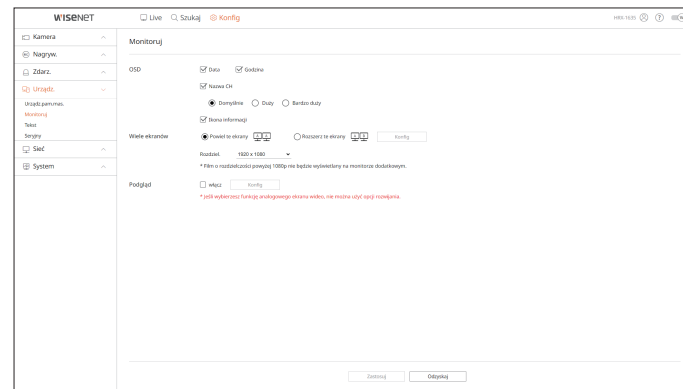 WISENET
Live Szukaj Konfig
HRX-1635
Kamera
Nagryw.
Zdarz.
Urządz.
Urządz.pam.mas.
Monitoruj
Tekst
Seryjny
Sieć
System
Monitoruj
OSD
Data Godzina
Nazwa CH
Domyślnie Duży Bardzo duży
Ikona informacji
Wiele ekranów
Powiel te ekrany Rozszerz te ekrany Konfig
Rozdziel. 1920 x 1080
* Film o rozdzielczości powyżej 1080p nie będzie wyświetlany na monitorze dodatkowym.
Podgląd
włącz Konfig
* Jeśli wybierzesz funkcję analogowego ekranu wideo, nie można użyć opcji rozwijania.
Zastosuj Odzyskaj